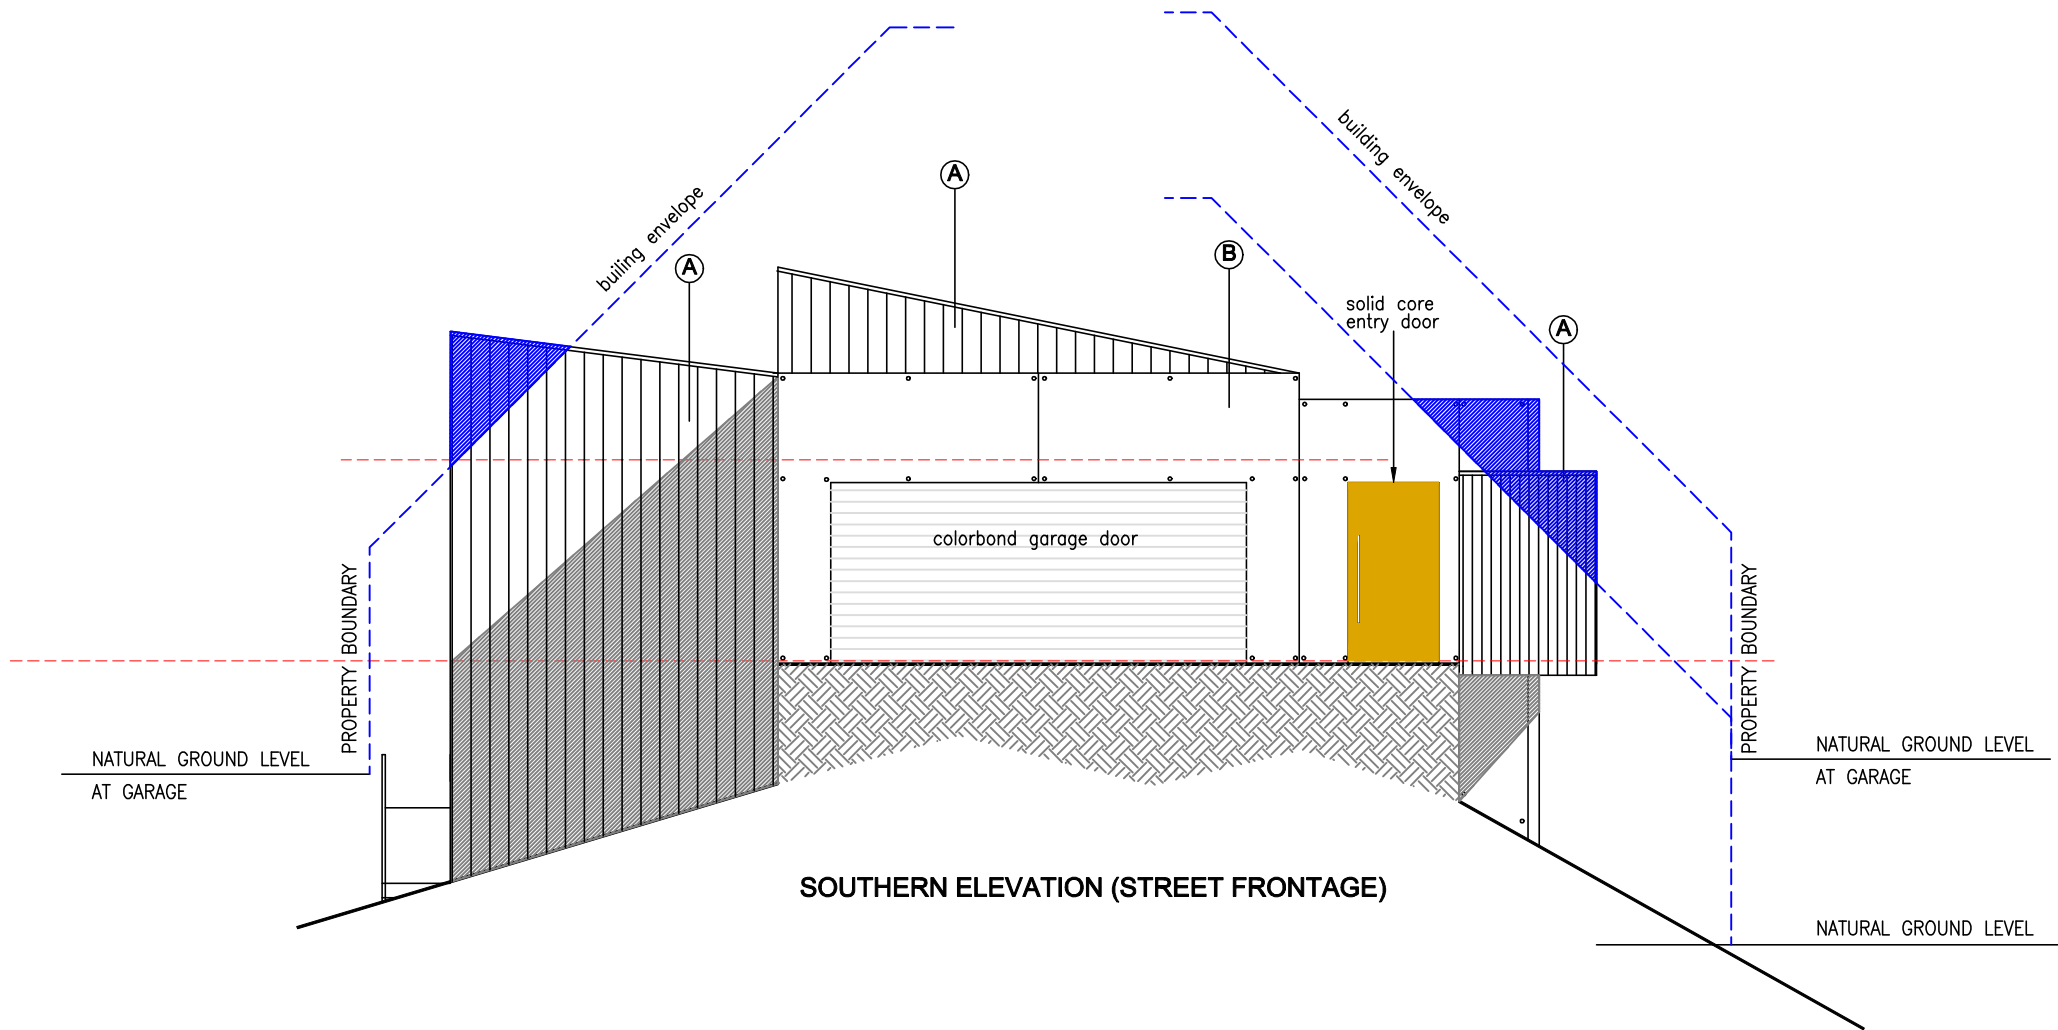 building envelope
A
builing envelope
B
A
solid core
entry door
A
colorbond garage door
PROPERTY BOUNDARY
PROPERTY BOUNDARY
NATURAL GROUND LEVEL
AT GARAGE
NATURAL GROUND LEVEL
AT GARAGE
SOUTHERN ELEVATION (STREET FRONTAGE)
NATURAL GROUND LEVEL